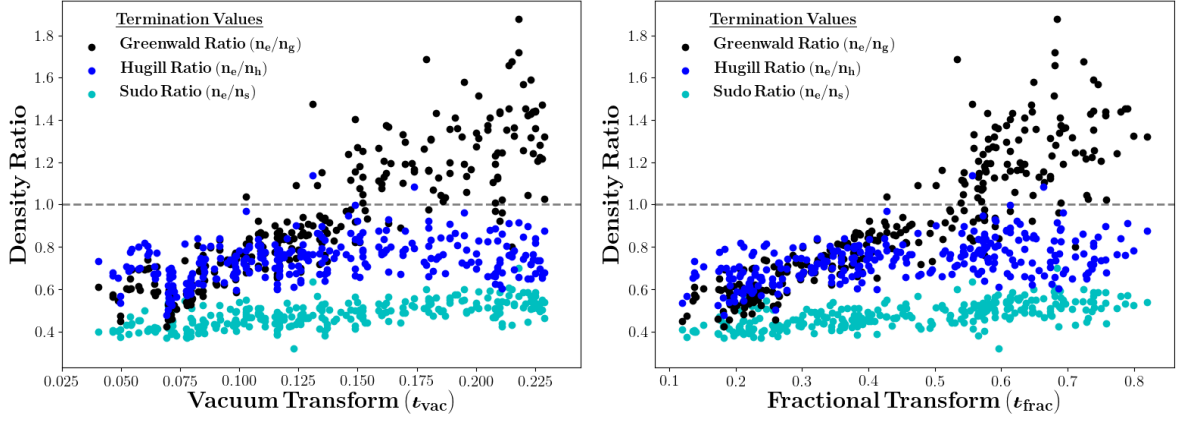 Termination Values
Greenwald Ratio (nₑ/n_g)
Hugill Ratio (nₑ/n_h)
Sudo Ratio (nₑ/n_s)
Density Ratio
1.8
1.6
1.4
1.2
1.0
0.8
0.6
0.4
0.025 0.050 0.075 0.100 0.125 0.150 0.175 0.200 0.225
Vacuum Transform (ι_vac)
Termination Values
Greenwald Ratio (nₑ/n_g)
Hugill Ratio (nₑ/n_h)
Sudo Ratio (nₑ/n_s)
Density Ratio
1.8
1.6
1.4
1.2
1.0
0.8
0.6
0.4
0.1 0.2 0.3 0.4 0.5 0.6 0.7 0.8
Fractional Transform (ι_frac)